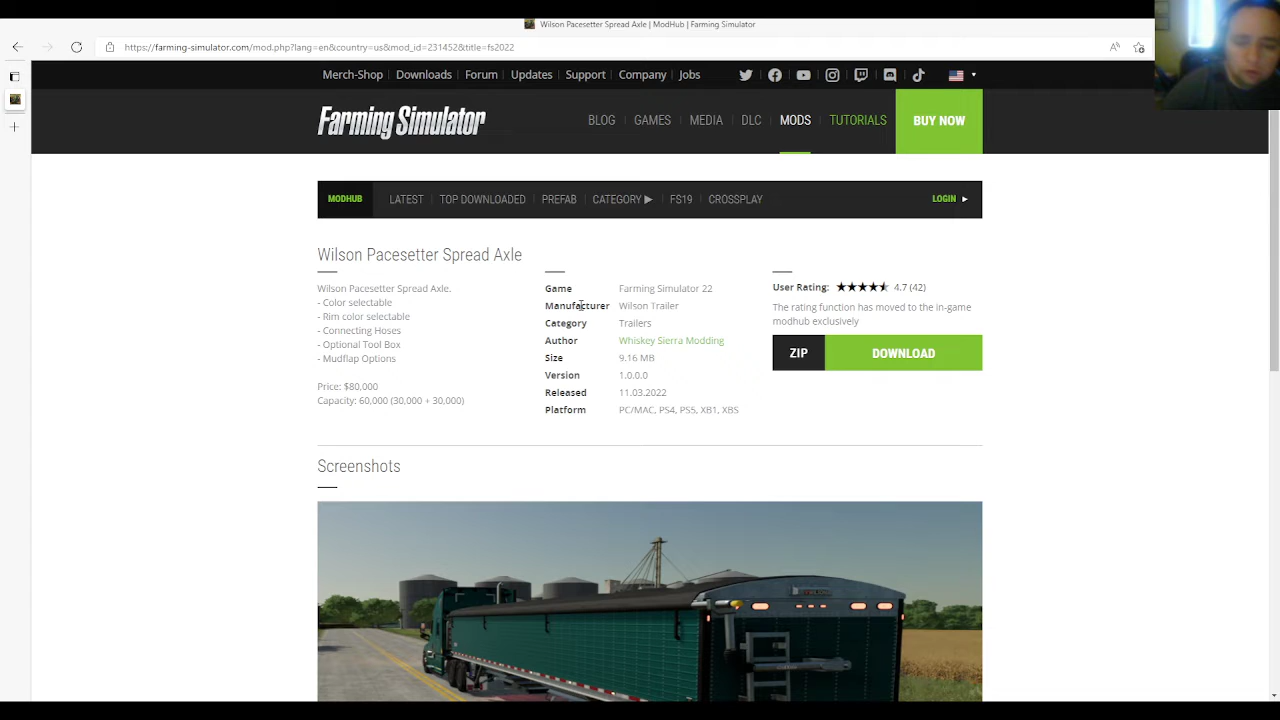 Wilson Pacesetter Spread Axle | ModHub | Farming Simulator
https://farming-simulator.com/mod.php?lang=en&country=us&mod_id=231452&title=fs2022
Merch-Shop Downloads Forum Updates Support Company Jobs
Farming Simulator
BLOG GAMES MEDIA DLC MODS TUTORIALS BUY NOW
MODHUB LATEST TOP DOWNLOADED PREFAB CATEGORY ▶ FS19 CROSSPLAY LOGIN ▶
Wilson Pacesetter Spread Axle
Wilson Pacesetter Spread Axle.
- Color selectable
- Rim color selectable
- Connecting Hoses
- Optional Tool Box
- Mudflap Options
Price: $80,000
Capacity: 60,000 (30,000 + 30,000)
Game Farming Simulator 22
Manufacturer Wilson Trailer
Category Trailers
Author Whiskey Sierra Modding
Size 9.16 MB
Version 1.0.0.0
Released 11.03.2022
Platform PC/MAC, PS4, PS5, XB1, XBS
User Rating: 4.7 (42)
The rating function has moved to the in-game
modhub exclusively
ZIP DOWNLOAD
Screenshots